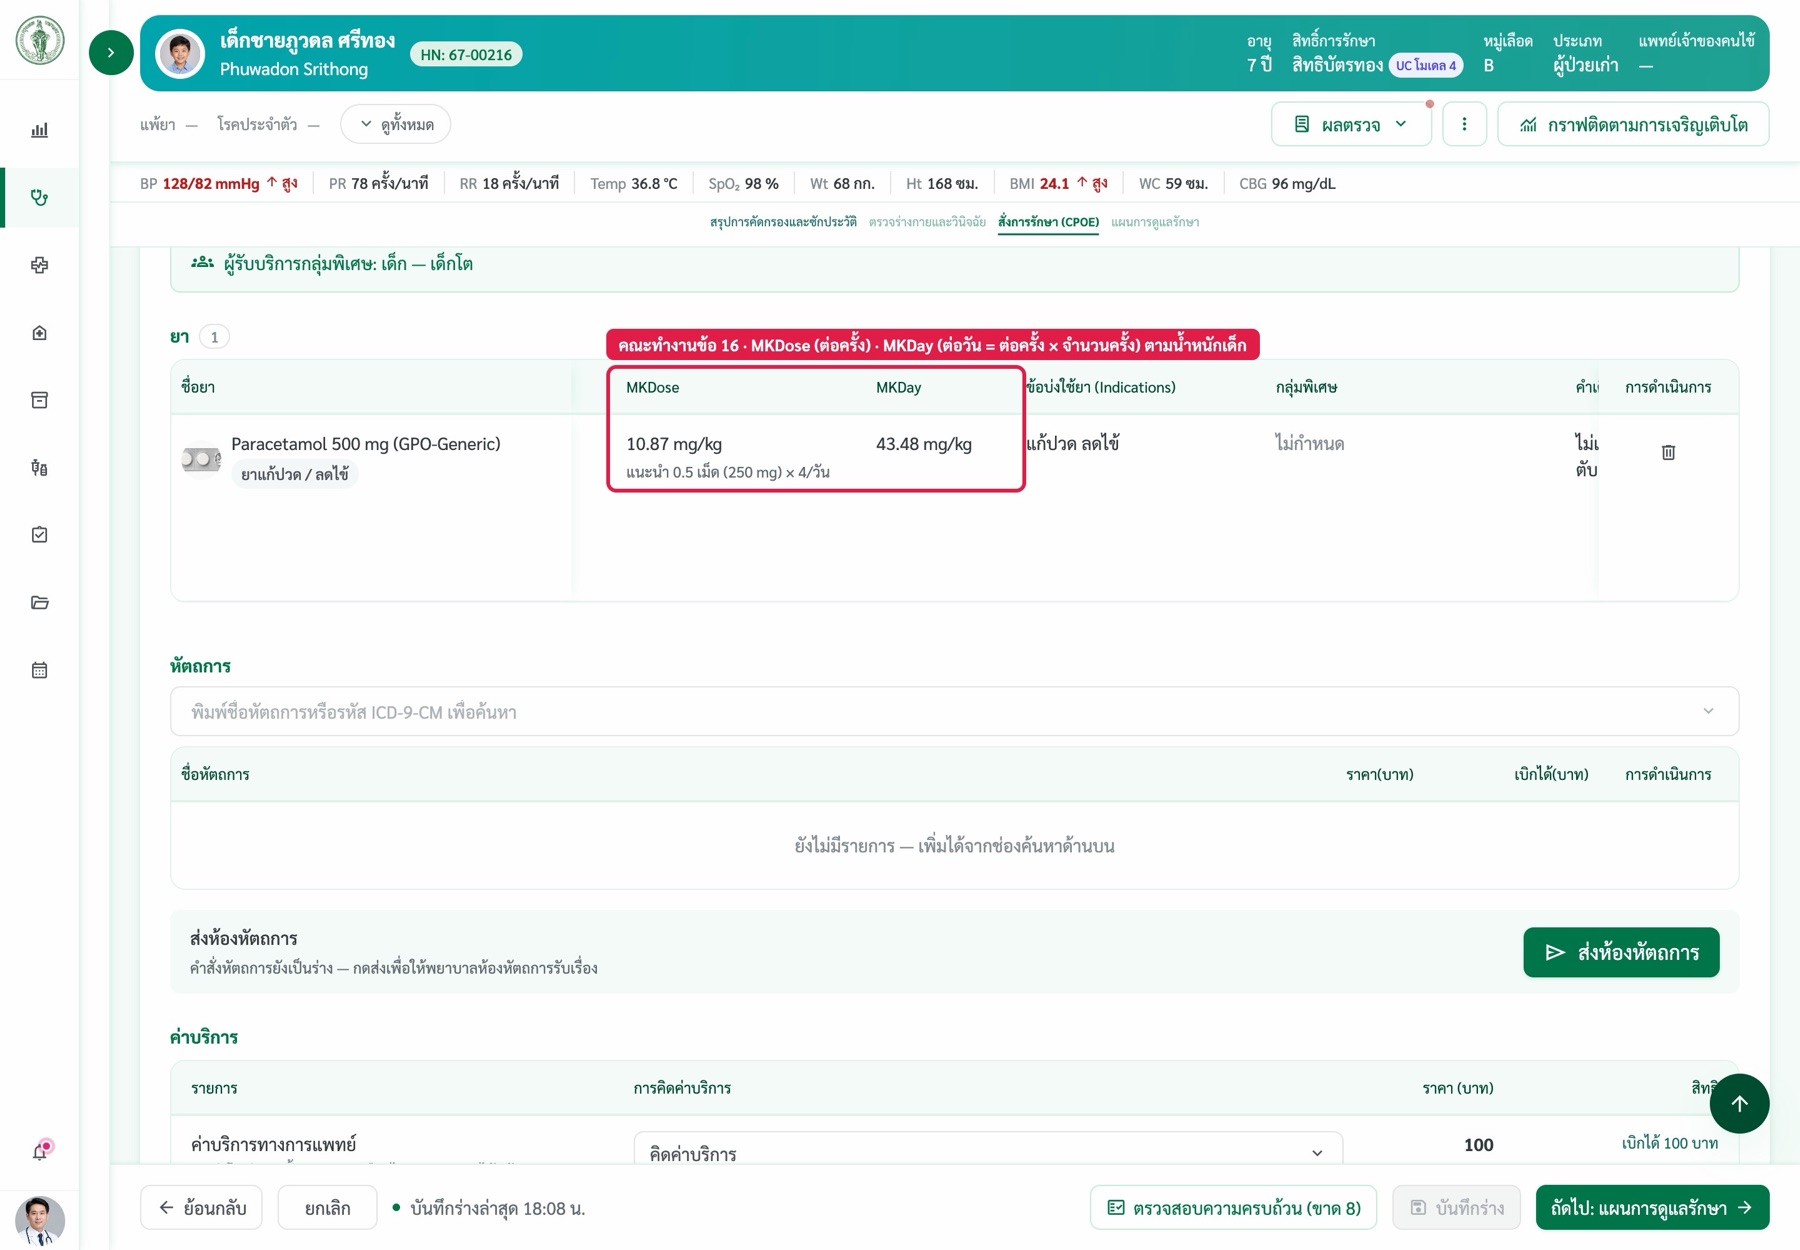 เด็กชายภูวดล ศรีทอง
Phuwadon Srithong
HN: 67-00216
อายุ
7 ปี
สิทธิ์การรักษา
สิทธิบัตรทอง UC โมเดล 4
หมู่เลือด
B
ประเภท
ผู้ป่วยเก่า
แพทย์เจ้าของคนไข้
—
แพ้ยา — โรคประจำตัว — ดูทั้งหมด
ผลตรวจ
กราฟติดตามการเจริญเติบโต
BP 128/82 mmHg ↑ สูง PR 78 ครั้ง/นาที RR 18 ครั้ง/นาที Temp 36.8 °C SpO₂ 98 % Wt 68 กก. Ht 168 ซม. BMI 24.1 ↑ สูง WC 59 ซม. CBG 96 mg/dL
สรุปการคัดกรองและซักประวัติ ตรวจร่างกายและวินิจฉัย สั่งการรักษา (CPOE) แผนการดูแลรักษา
ผู้รับบริการกลุ่มพิเศษ: เด็ก — เด็กโต
ยา 1
คณะทำงานข้อ 16 · MKDose (ต่อครั้ง) · MKDay (ต่อวัน = ต่อครั้ง × จำนวนครั้ง) ตามน้ำหนักเด็ก
ชื่อยา MKDose MKDay ข้อบ่งใช้ยา (Indications) กลุ่มพิเศษ การดำเนินการ
Paracetamol 500 mg (GPO-Generic) 10.87 mg/kg 43.48 mg/kg แก้ปวด ลดไข้ ไม่กำหนด
ยาแก้ปวด / ลดไข้ แนะนำ 0.5 เม็ด (250 mg) × 4/วัน ตับ
หัตถการ
พิมพ์ชื่อหัตถการหรือรหัส ICD-9-CM เพื่อค้นหา
ชื่อหัตถการ ราคา(บาท) เบิกได้(บาท) การดำเนินการ
ยังไม่มีรายการ — เพิ่มได้จากช่องค้นหาด้านบน
ส่งห้องหัตถการ
คำสั่งหัตถการยังเป็นร่าง — กดส่งเพื่อให้พยาบาลห้องหัตถการรับเรื่อง
ส่งห้องหัตถการ
ค่าบริการ
รายการ การคิดค่าบริการ ราคา (บาท)
ค่าบริการทางการแพทย์ คิดค่าบริการ 100 เบิกได้ 100 บาท
← ย้อนกลับ ยกเลิก บันทึกร่างล่าสุด 18:08 น. ตรวจสอบความครบถ้วน (ขาด 8) บันทึกร่าง ถัดไป: แผนการดูแลรักษา →